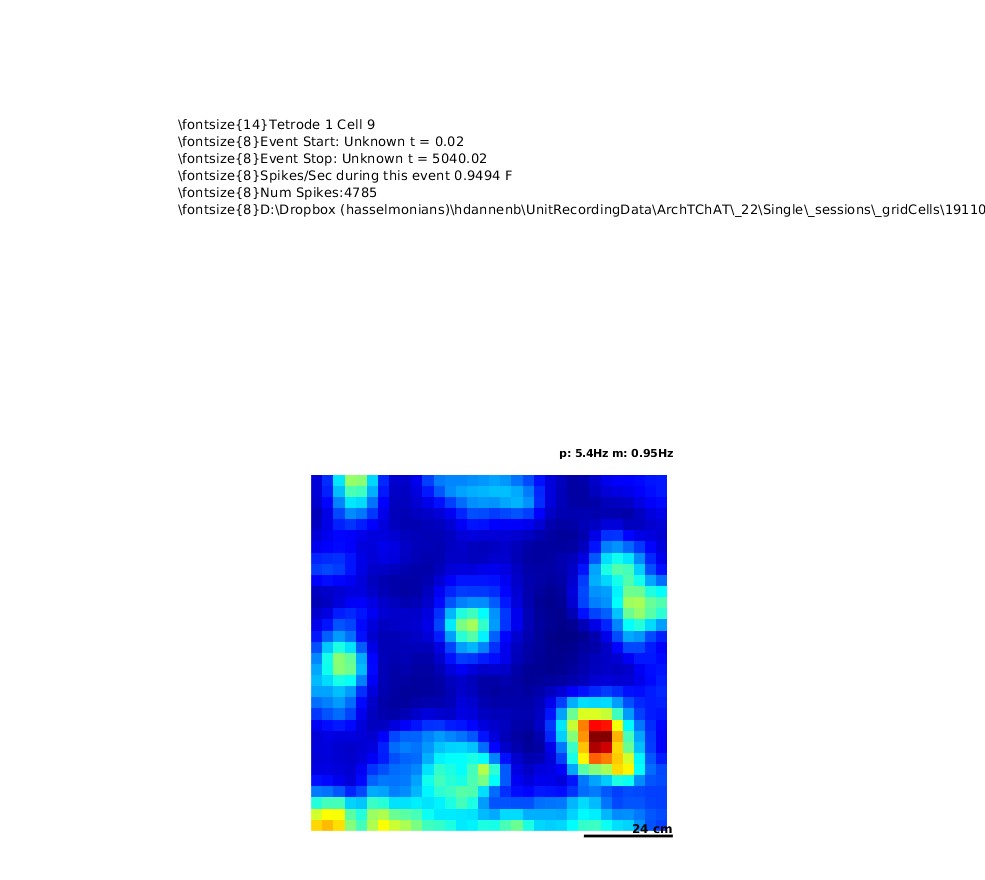 \fontsize{14}Tetrode 1 Cell 9
\fontsize{8}Event Start: Unknown t = 0.02
\fontsize{8}Event Stop: Unknown t = 5040.02
\fontsize{8}Spikes/Sec during this event 0.9494 F
\fontsize{8}Num Spikes:4785
\fontsize{8}D:\Dropbox (hasselmonians)\hdannenb\UnitRecordingData\ArchTChAT\_22\Single\_sessions\_gridCells\19110
p: 5.4Hz m: 0.95Hz
24 cm